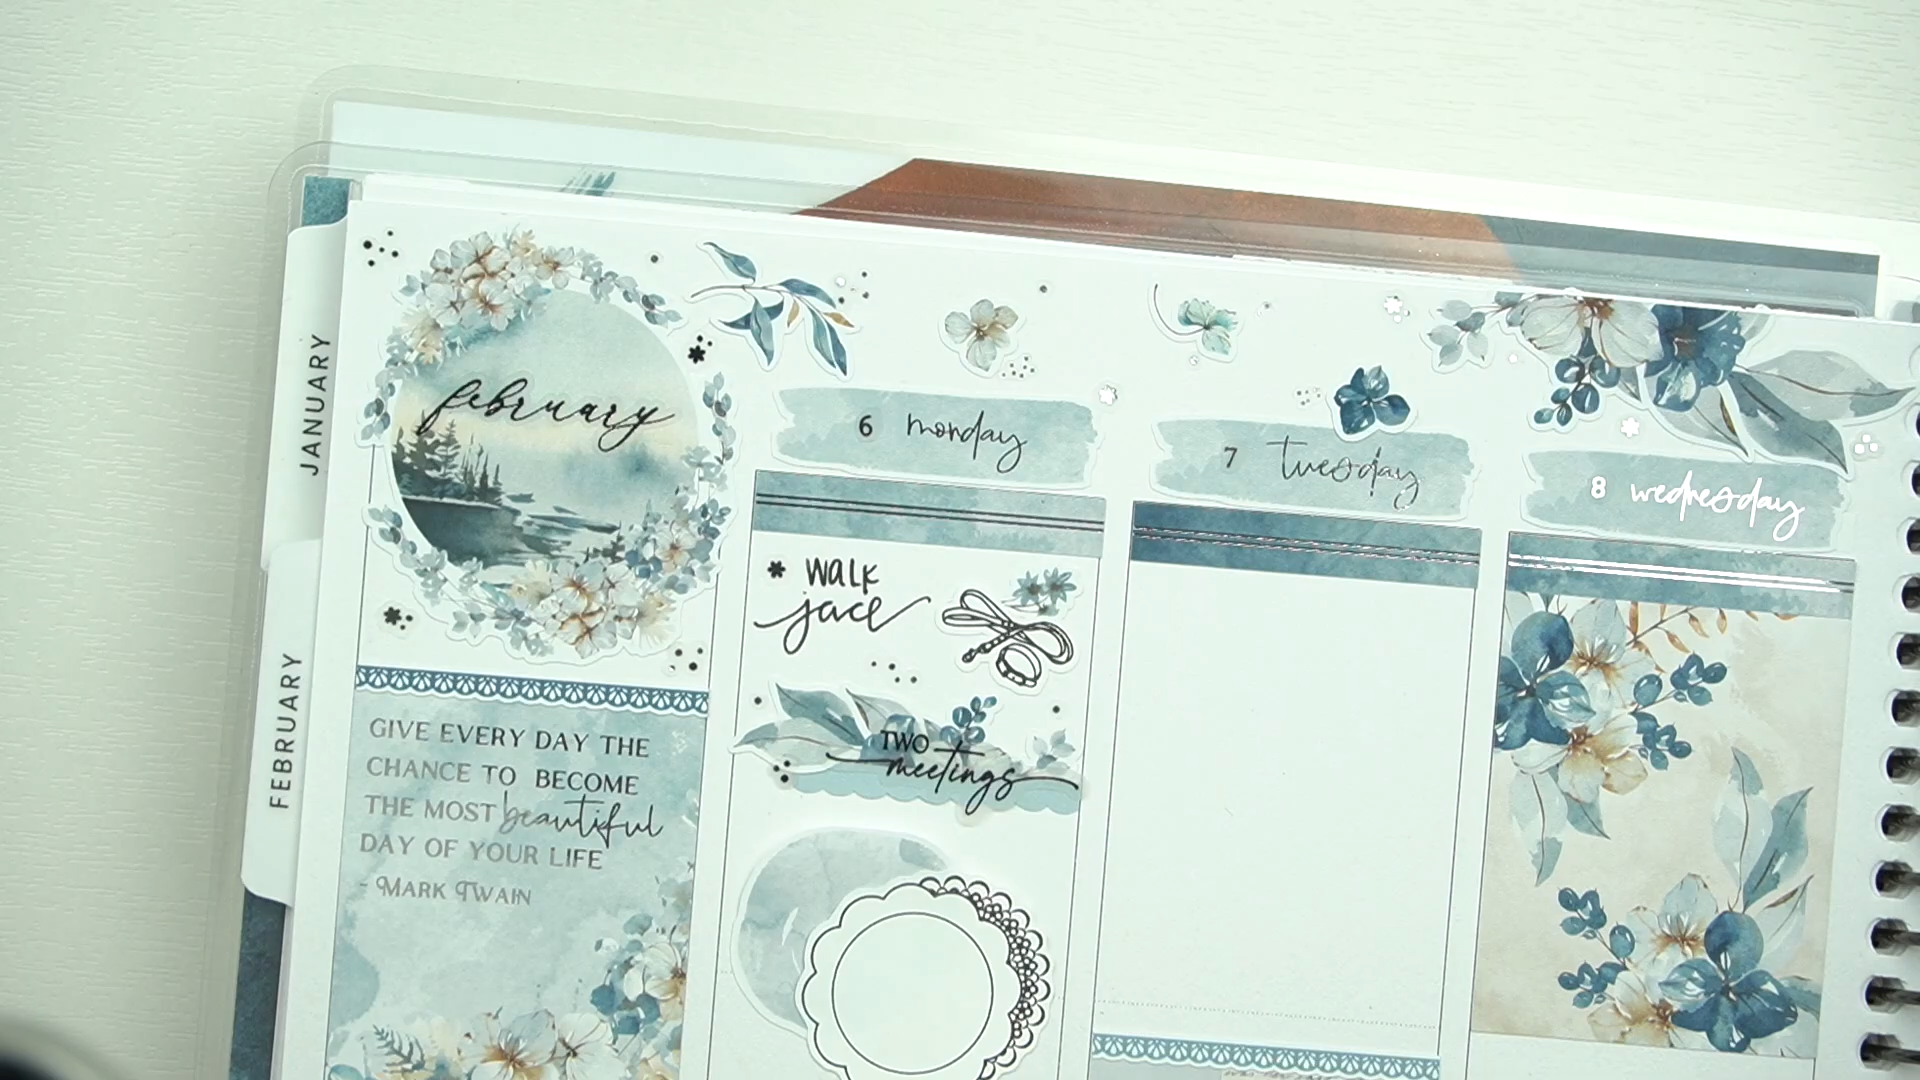 JANUARY
FEBRUARY
february
6 monday
7 tuesday
8 wednesday
WALK
jace
TWO
meetings
GIVE EVERY DAY THE
CHANCE TO BECOME
THE MOST beautiful
DAY OF YOUR LIFE
- MARK TWAIN